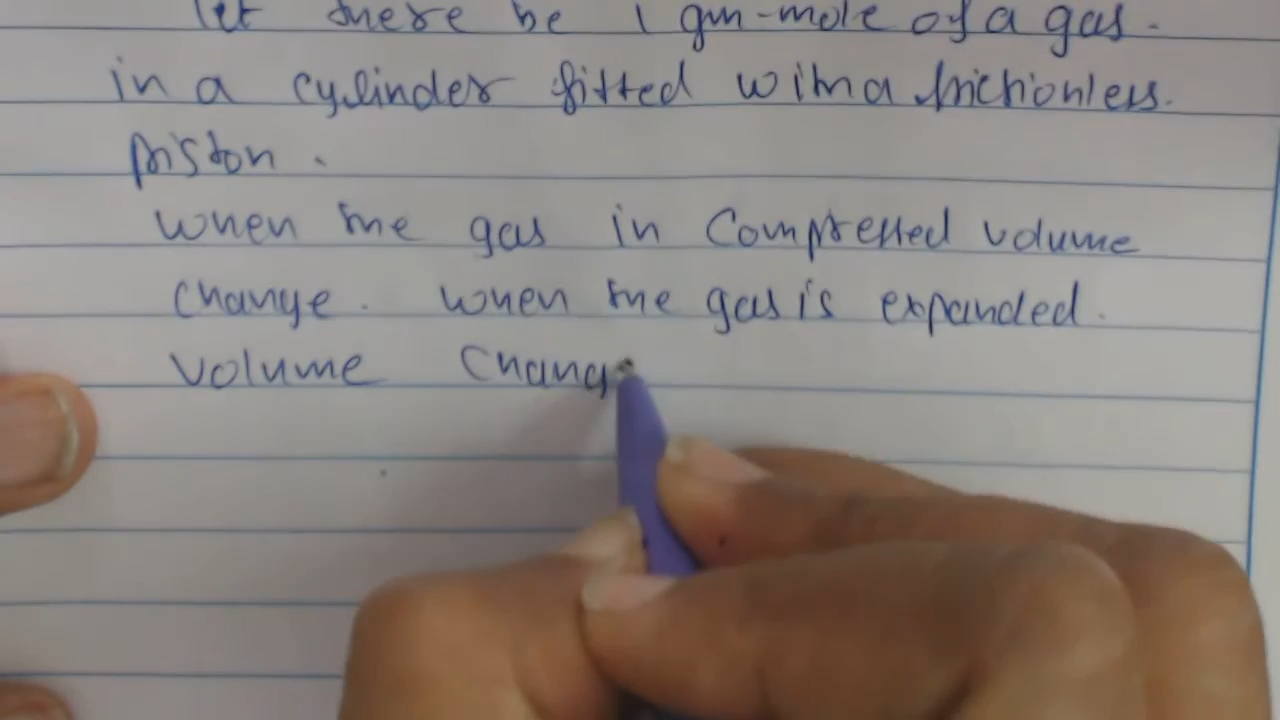 let there be 1 gm-mole of a gas.
in a cylinder fitted with a frictionless.
piston.
when the gas in compressed volume
change. when the gas is expanded.
volume chang